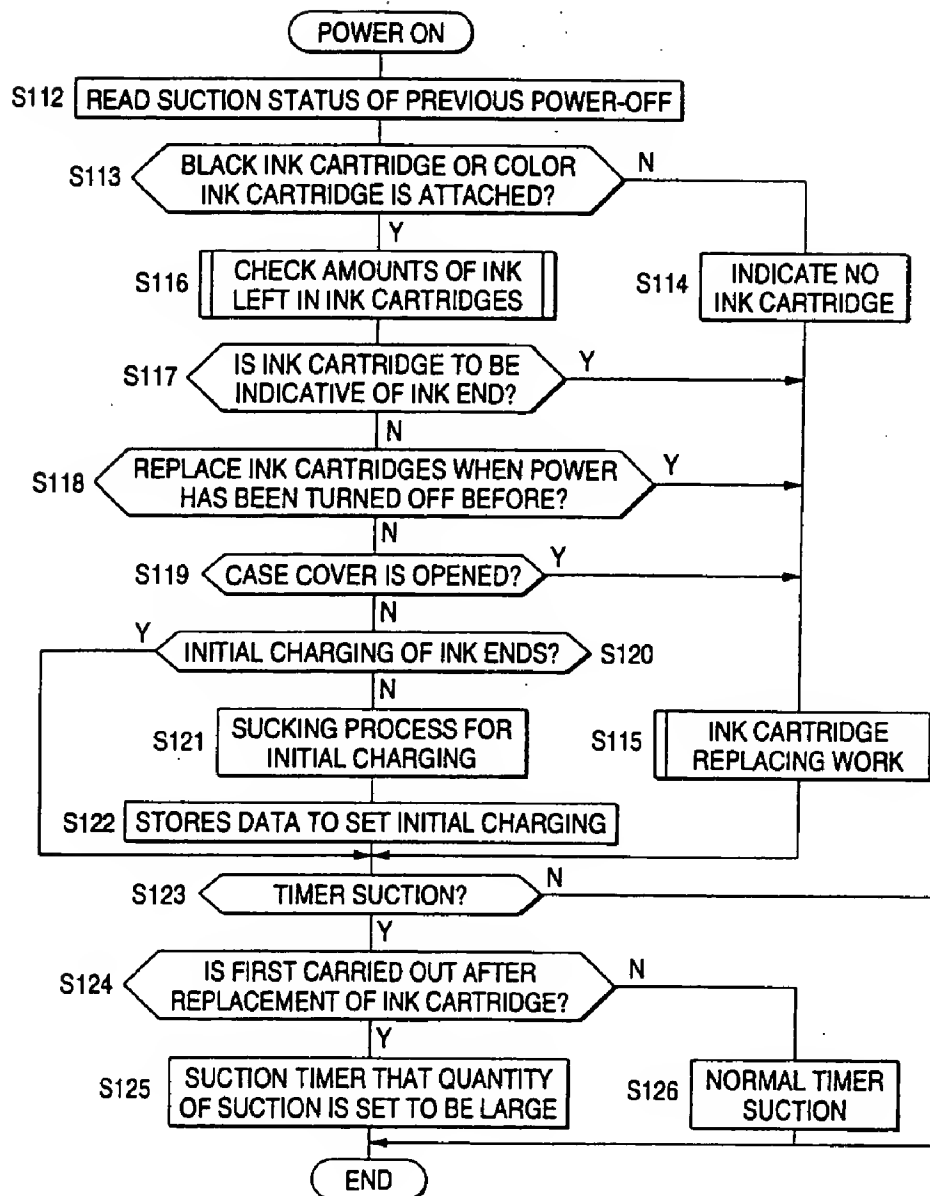 POWER ON
S112
READ SUCTION STATUS OF PREVIOUS POWER-OFF
S113
BLACK INK CARTRIDGE OR COLOR
INK CARTRIDGE IS ATTACHED?
N
Y
S116
CHECK AMOUNTS OF INK
LEFT IN INK CARTRIDGES
S114
INDICATE NO
INK CARTRIDGE
S117
IS INK CARTRIDGE TO BE
INDICATIVE OF INK END?
Y
N
S118
REPLACE INK CARTRIDGES WHEN POWER
HAS BEEN TURNED OFF BEFORE?
Y
N
S119
CASE COVER IS OPENED?
Y
N
Y
INITIAL CHARGING OF INK ENDS?
S120
N
S121
SUCKING PROCESS FOR
INITIAL CHARGING
S115
INK CARTRIDGE
REPLACING WORK
S122
STORES DATA TO SET INITIAL CHARGING
S123
TIMER SUCTION?
N
Y
S124
IS FIRST CARRIED OUT AFTER
REPLACEMENT OF INK CARTRIDGE?
N
Y
S125
SUCTION TIMER THAT QUANTITY
OF SUCTION IS SET TO BE LARGE
S126
NORMAL TIMER
SUCTION
END